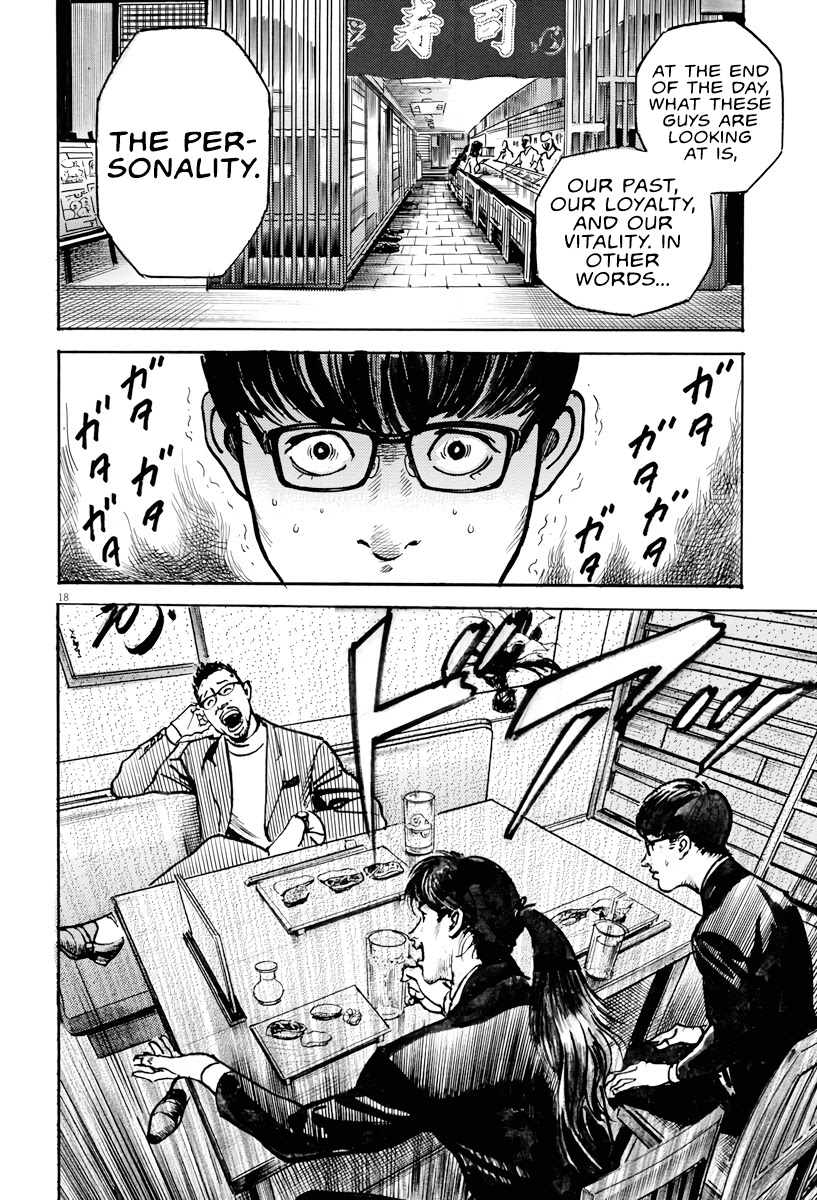 寿司
AT THE END
OF THE DAY,
WHAT THESE
GUYS ARE
LOOKING
AT IS,
OUR PAST,
OUR LOYALTY,
AND OUR
VITALITY. IN
OTHER
WORDS...
THE PER-
SONALITY.
ガタ
ガタ
ガタ
ガタ
ガタ
ガタ
ガタ
ガタ
18
ドアッ